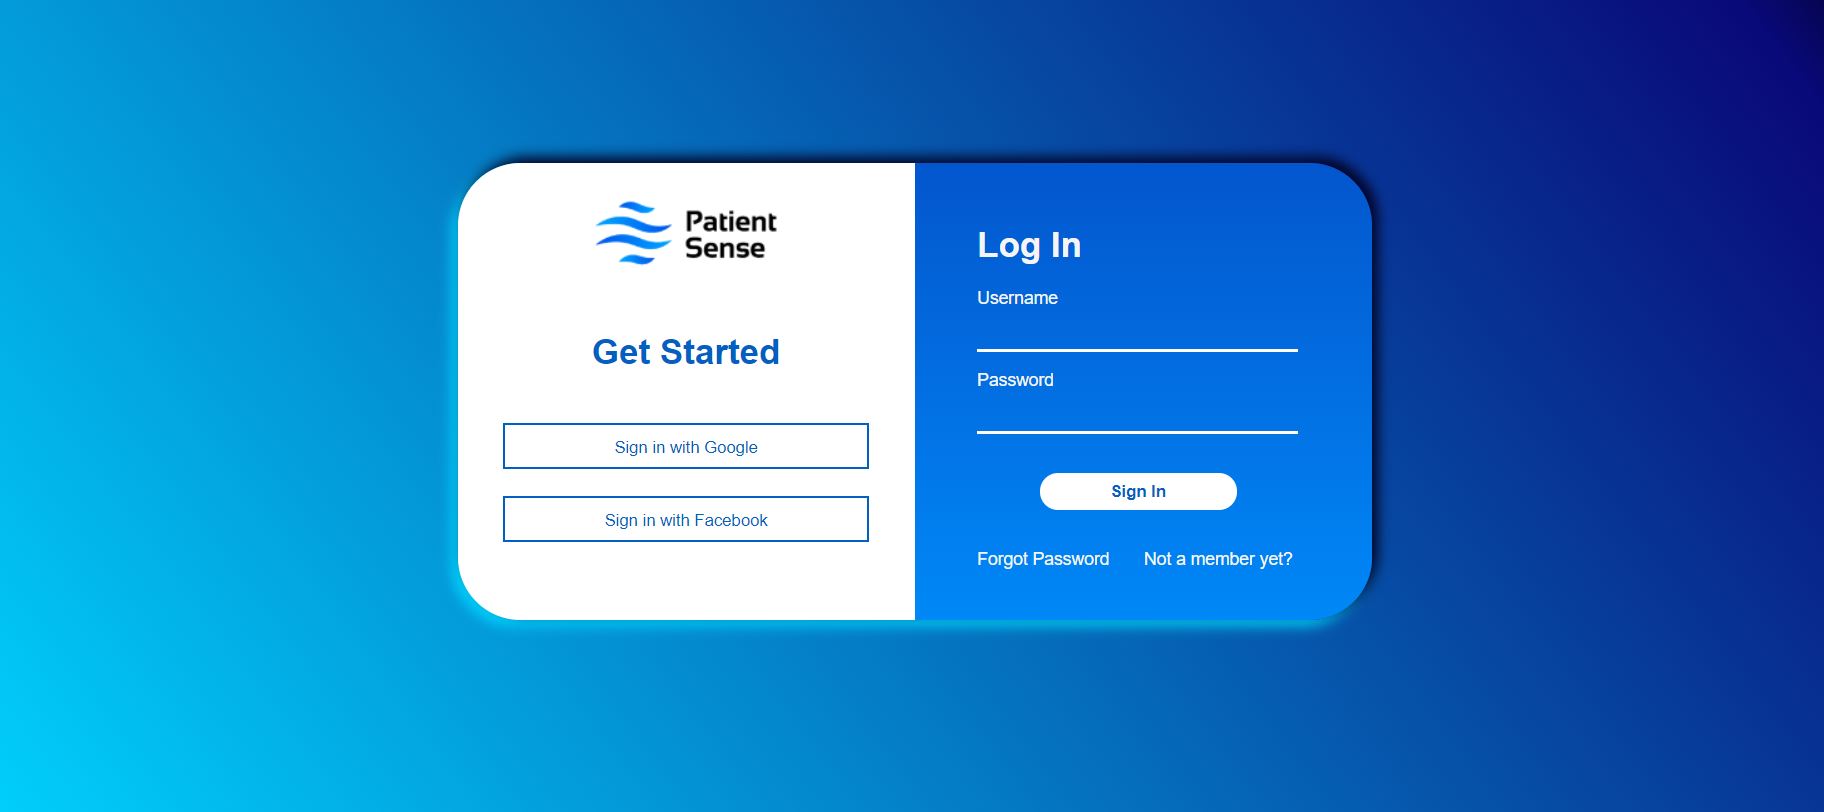 Patient
Sense
Get Started
Sign in with Google
Sign in with Facebook
Log In
Username
Password
Sign In
Forgot Password Not a member yet?